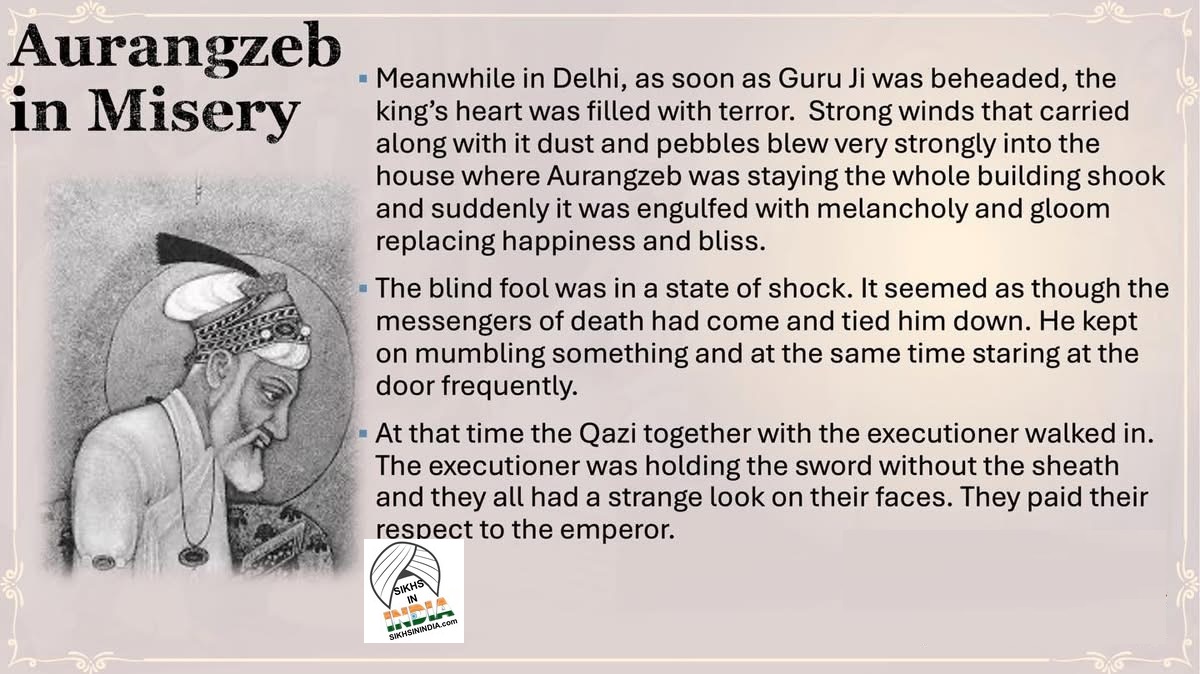 Aurangzeb
in Misery
▪ Meanwhile in Delhi, as soon as Guru Ji was beheaded, the
king’s heart was filled with terror.  Strong winds that carried
along with it dust and pebbles blew very strongly into the
house where Aurangzeb was staying the whole building shook
and suddenly it was engulfed with melancholy and gloom
replacing happiness and bliss.
▪ The blind fool was in a state of shock. It seemed as though the
messengers of death had come and tied him down. He kept
on mumbling something and at the same time staring at the
door frequently.
▪ At that time the Qazi together with the executioner walked in.
The executioner was holding the sword without the sheath
and they all had a strange look on their faces. They paid their
respect to the emperor.
SIKHS
IN
INDIA
SIKHSININDIA.com